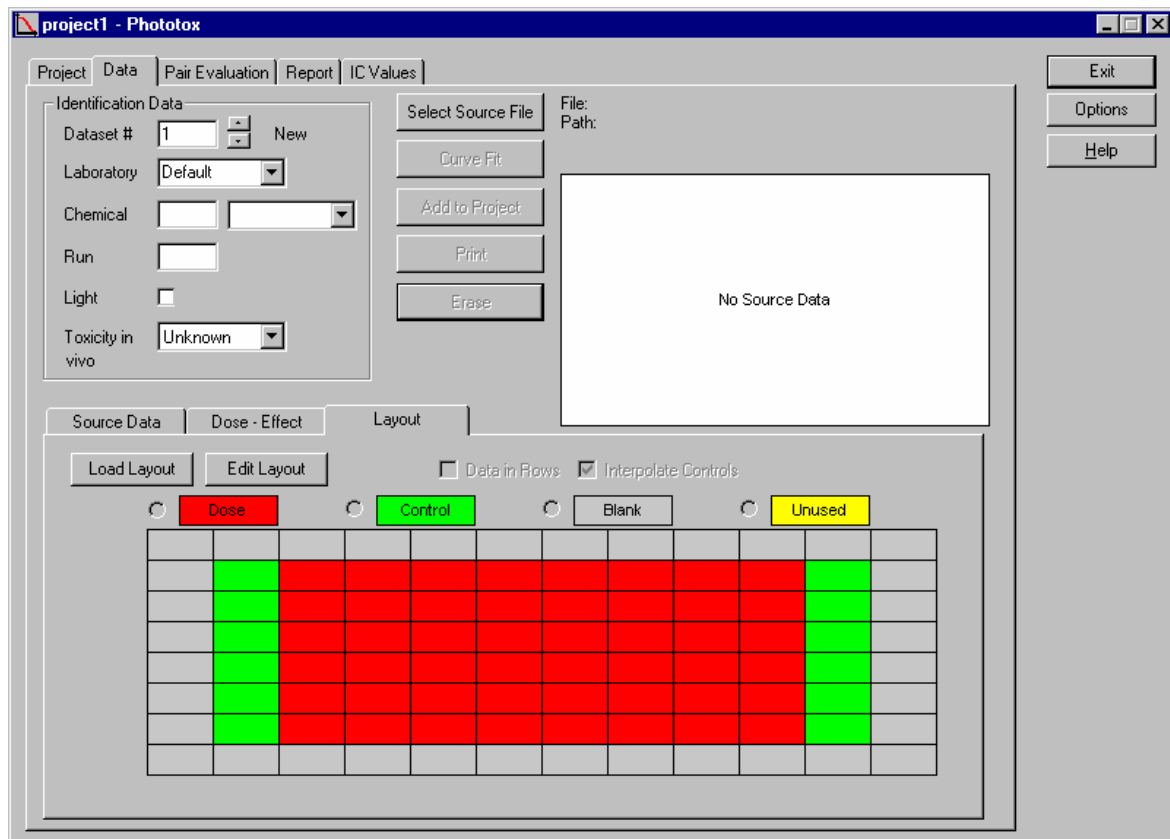 project1 - Phototox
Project Data Pair Evaluation Report IC Values
Exit
Options
Help
Identification Data
Dataset # 1 New
Laboratory Default
Chemical
Run
Light
Toxicity in
vivo
Unknown
Select Source File
Curve Fit
Add to Project
Print
Erase
File:
Path:
No Source Data
Source Data Dose - Effect Layout
Load Layout Edit Layout Data in Rows Interpolate Controls
Dose Control Blank Unused